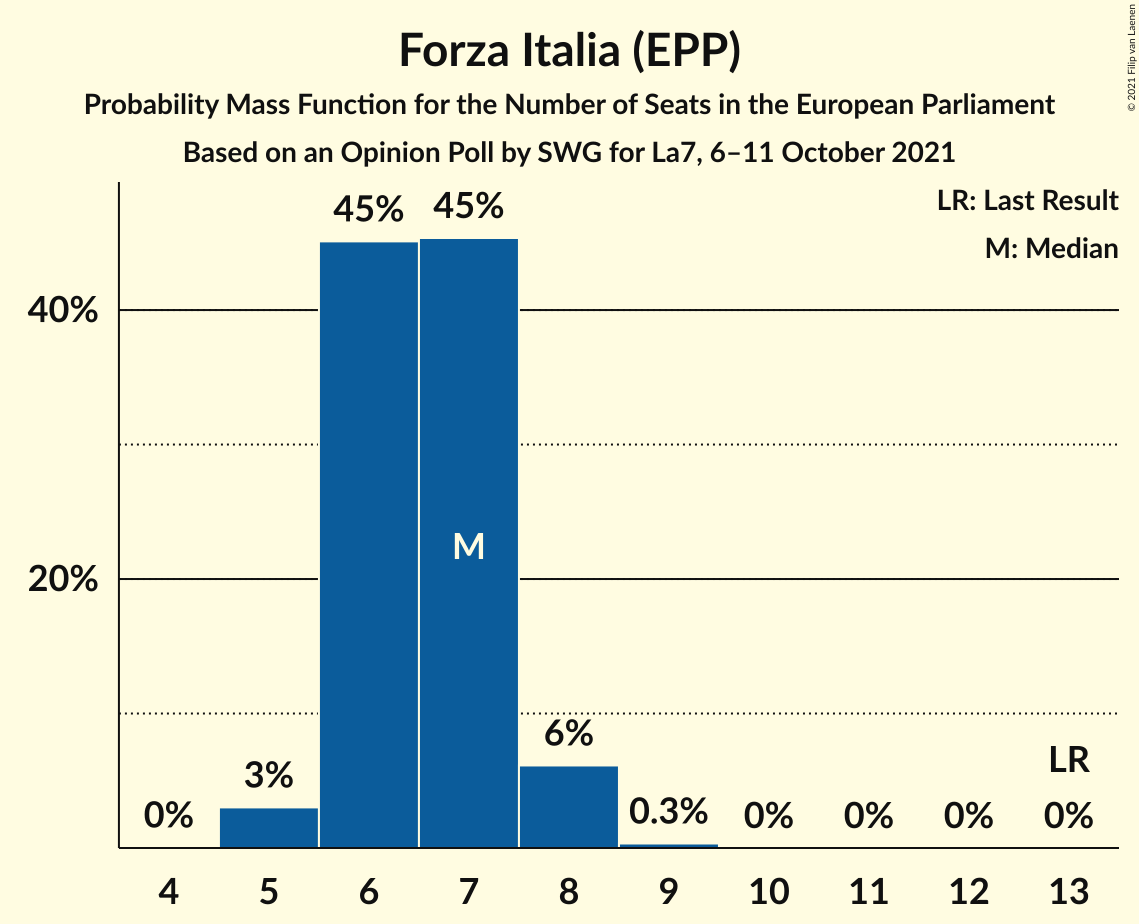 Forza Italia (EPP)
Probability Mass Function for the Number of Seats in the European Parliament
Based on an Opinion Poll by SWG for La7, 6–11 October 2021
© 2021 Filip van Laenen
LR: Last Result
M: Median
45% 45%
40%
M
20%
6%
LR
3%
0% 0.3% 0% 0% 0% 0%
4 5 6 7 8 9 10 11 12 13